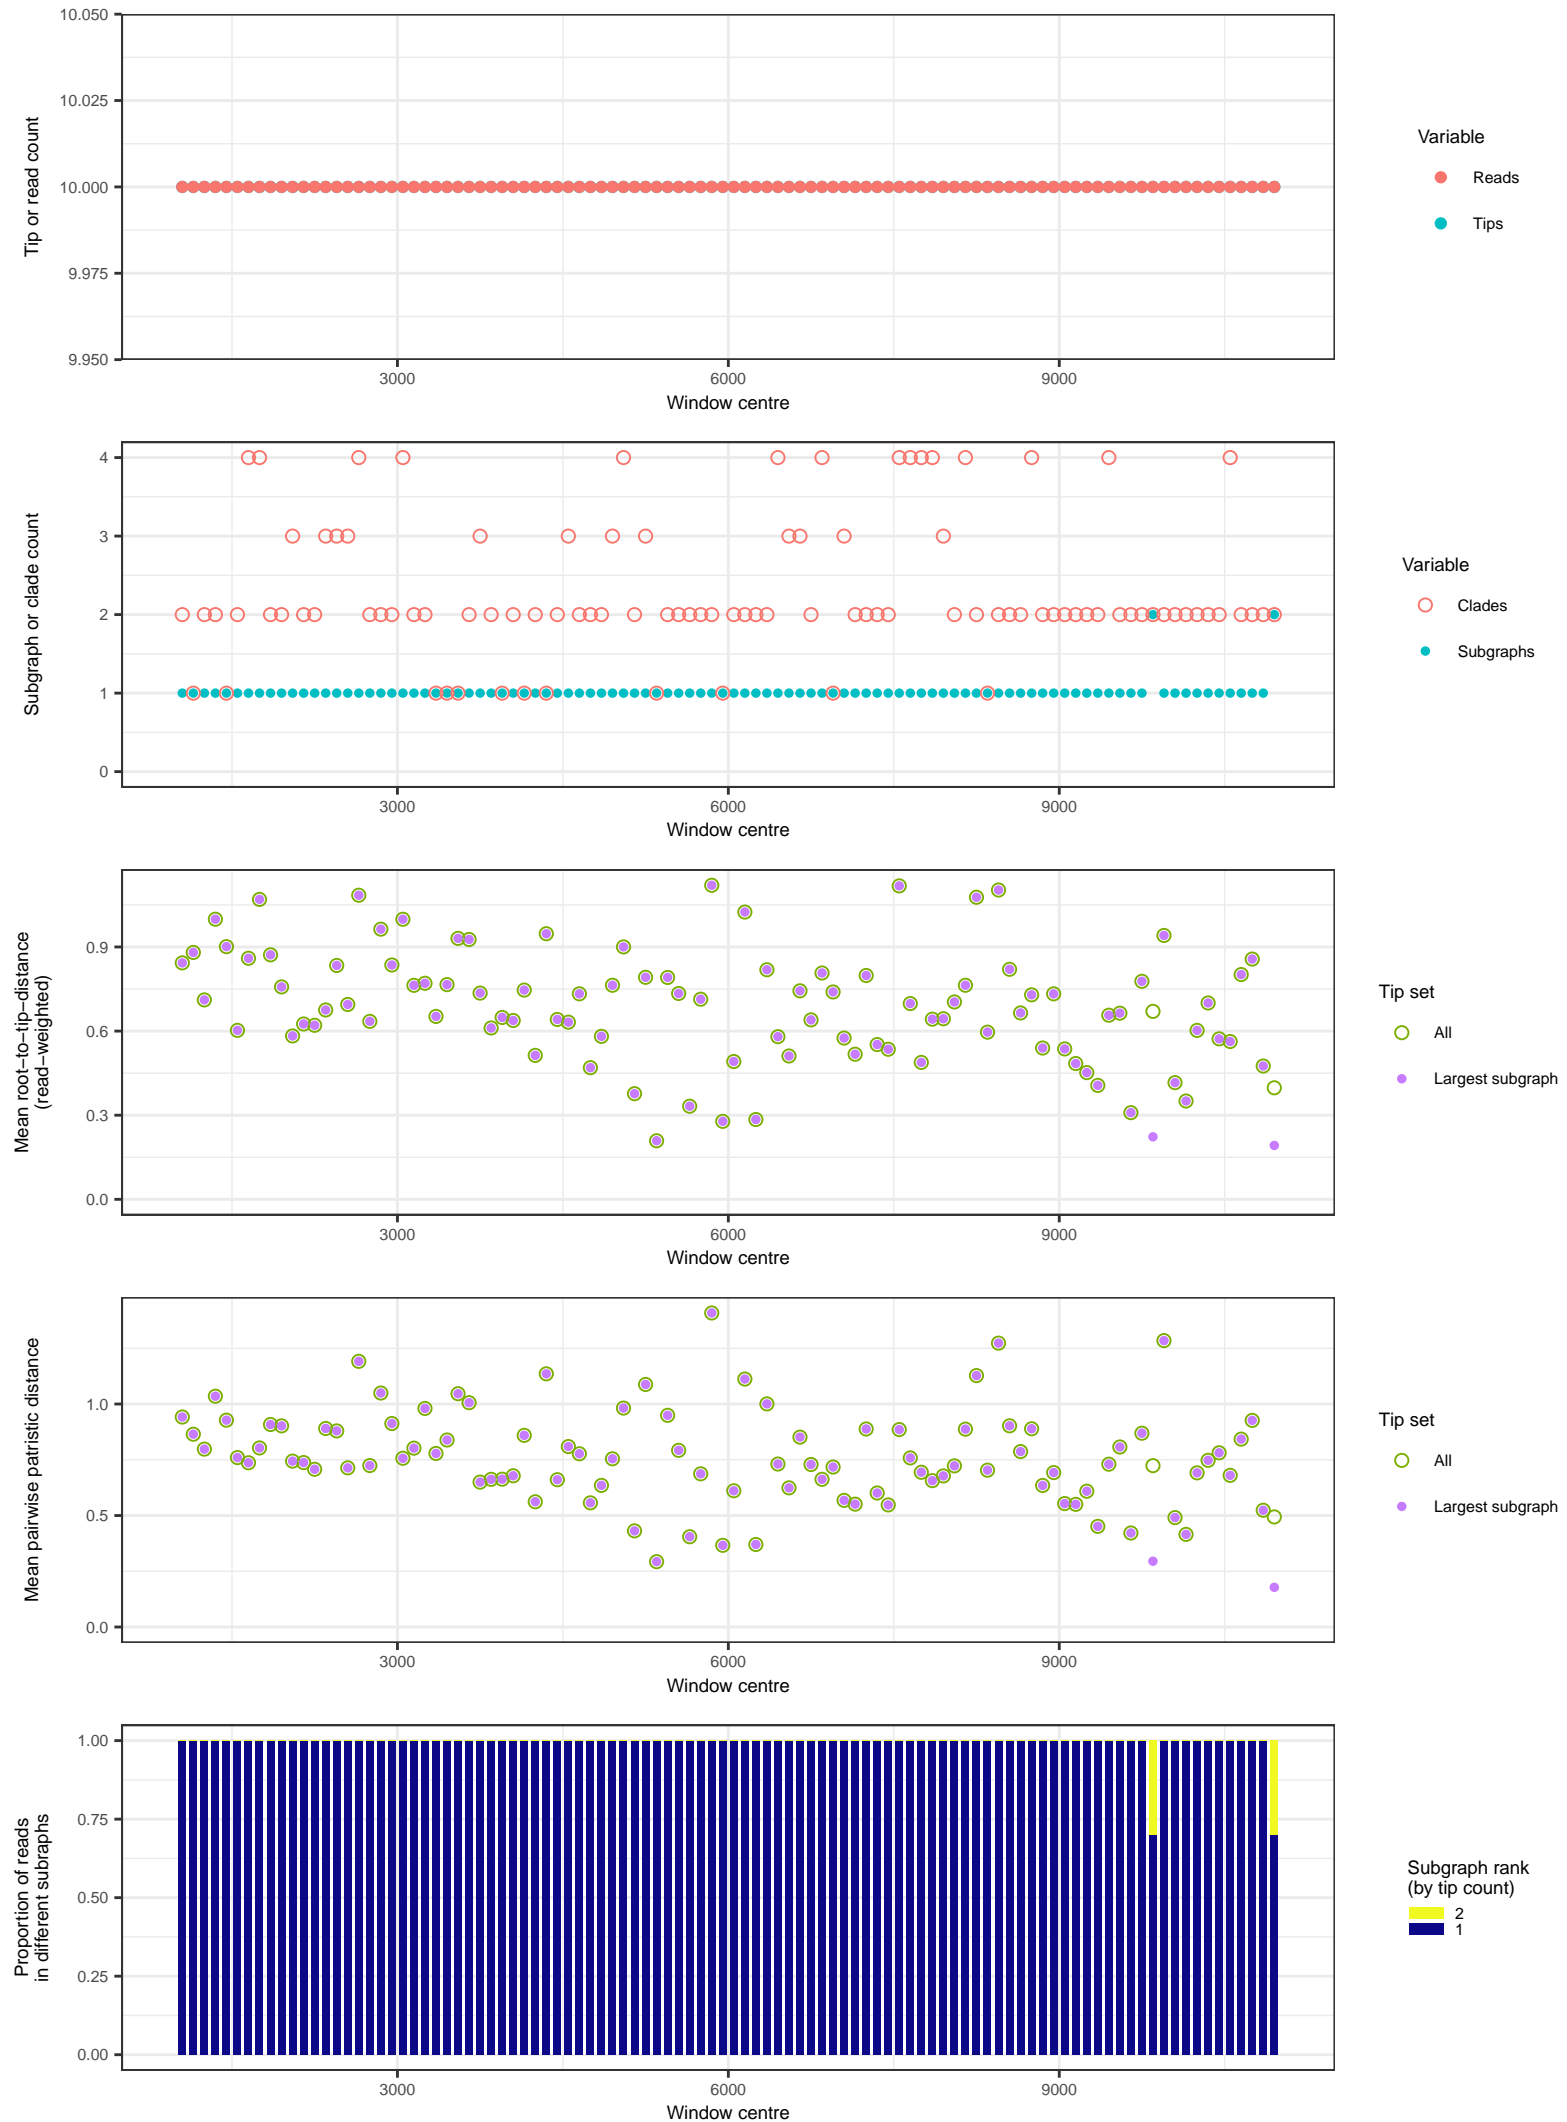 10.050
10.025
10.000
9.975
9.950
Tip or read count
3000
6000
9000
Window centre
Variable
Reads
Tips
4
3
2
1
0
Subgraph or clade count
3000
6000
9000
Window centre
Variable
Clades
Subgraphs
0.9
0.6
0.3
0.0
Mean root−to−tip−distance
(read−weighted)
3000
6000
9000
Window centre
Tip set
All
Largest subgraph
1.0
0.5
0.0
Mean pairwise patristic distance
3000
6000
9000
Window centre
Tip set
All
Largest subgraph
1.00
0.75
0.50
0.25
0.00
Proportion of reads
in different subraphs
3000
6000
9000
Window centre
Subgraph rank
(by tip count)
2
1